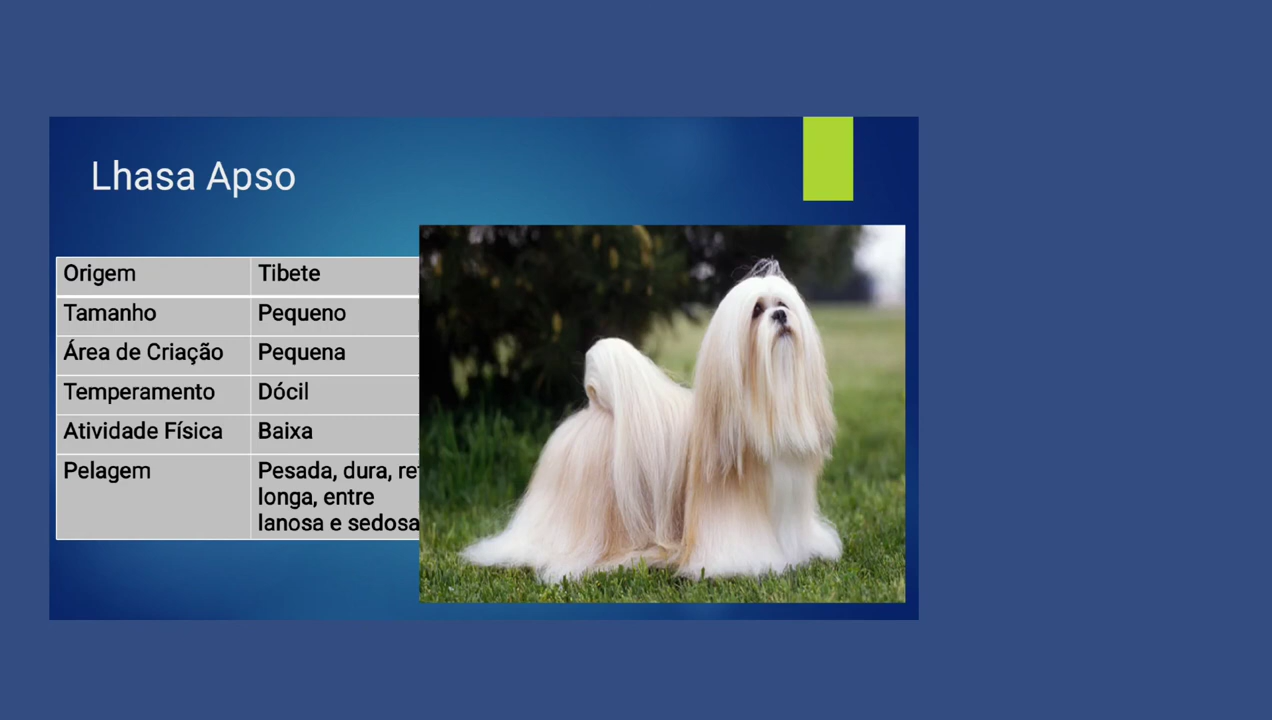 Lhasa Apso
Origem Tibete
Tamanho Pequeno
Área de Criação Pequena
Temperamento Dócil
Atividade Física Baixa
Pelagem Pesada, dura,
longa, entre
lanosa e sedosa